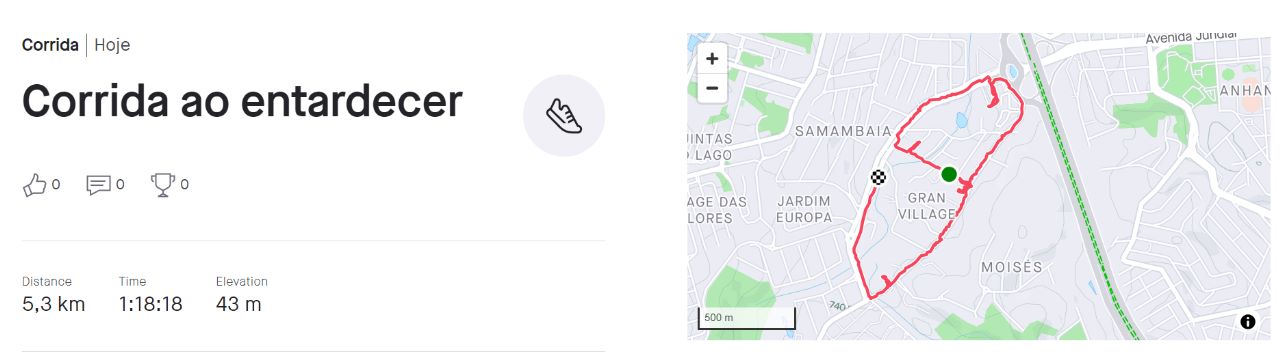 Corrida | Hoje
Corrida ao entardecer
0 0 0
Distance Time Elevation
5,3 km 1:18:18 43 m
+
−
Avenida Jundiaí
ANHAN
SAMAMBAIA
INTAS
LAGO
AGE DAS
LORES
JARDIM
EUROPA
GRAN
VILLAGE
MOISÉS
740
500 m